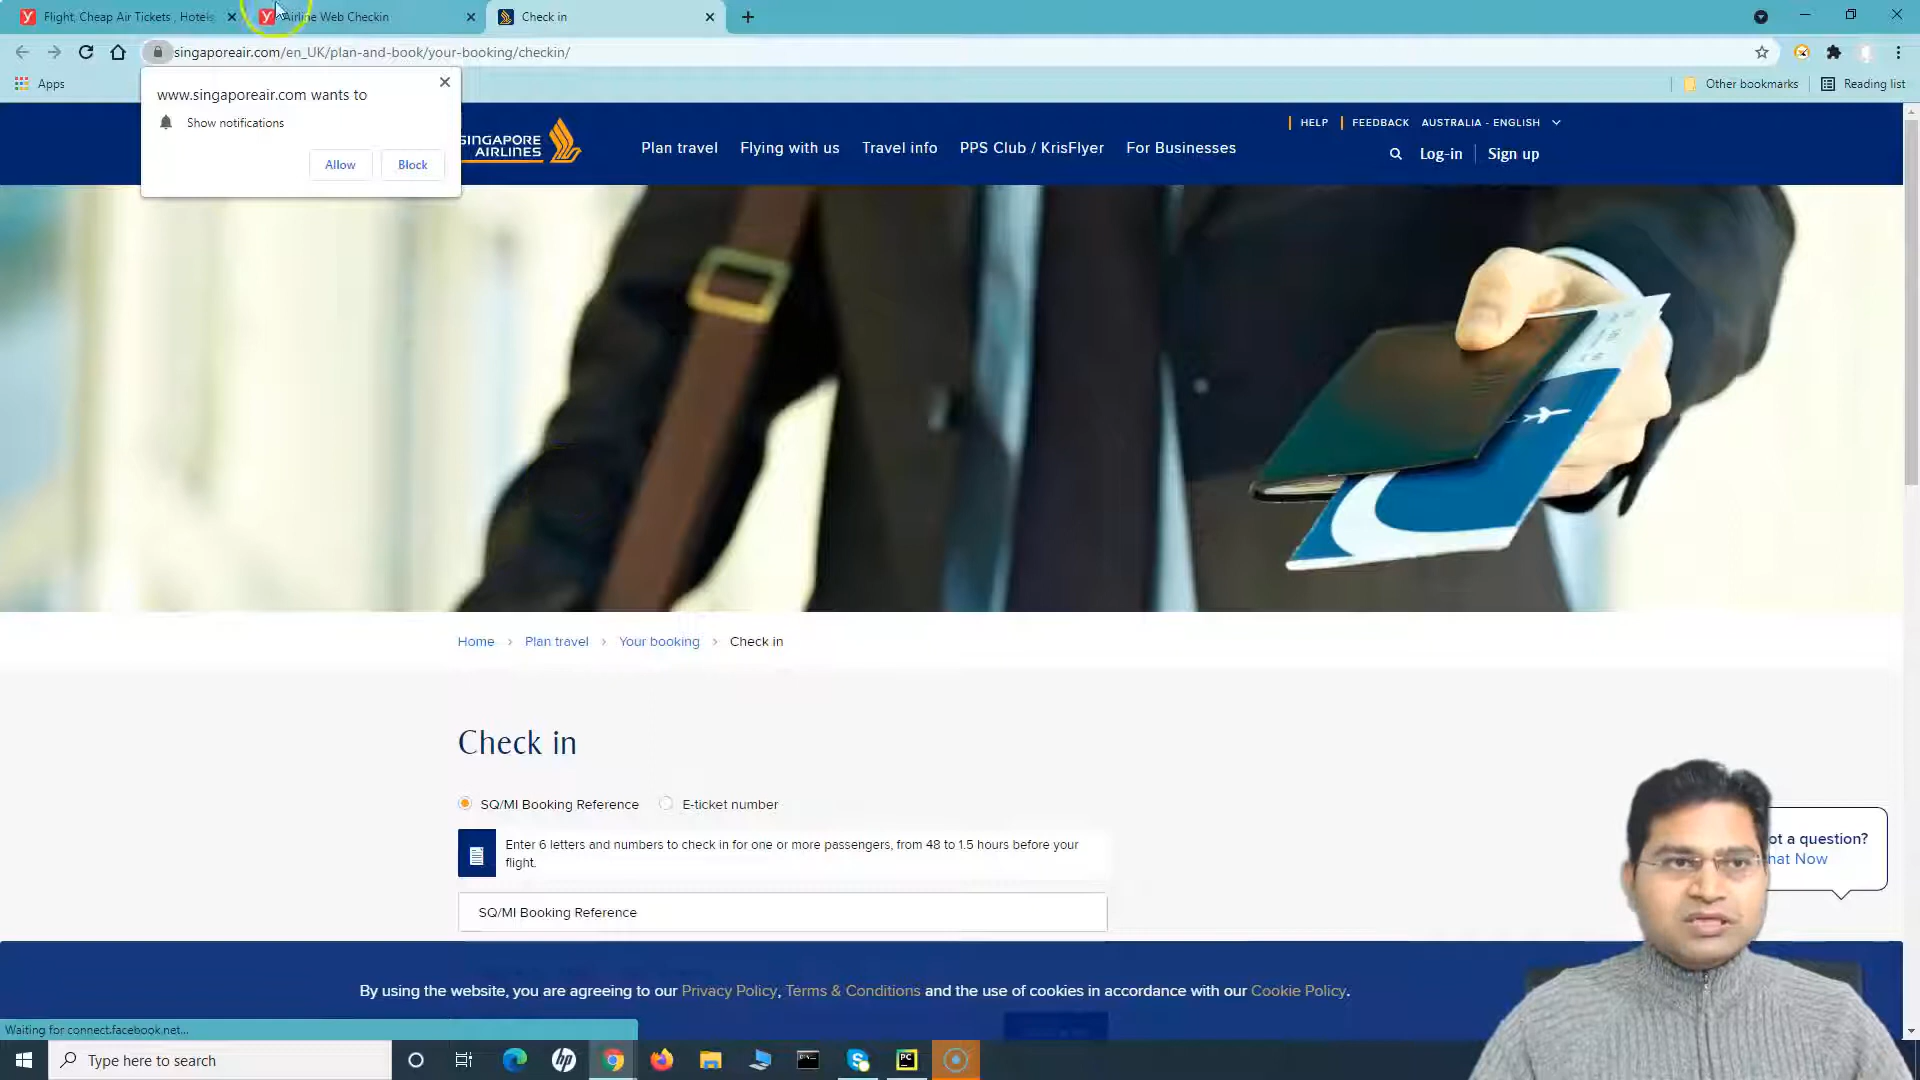 Flight, Cheap Air Tickets , Hotels
Airline Web Checkin
Check in
singaporeair.com/en_UK/plan-and-book/your-booking/checkin/
Apps
Other bookmarks
Reading list
www.singaporeair.com wants to
Show notifications
Allow
Block
SINGAPORE
AIRLINES
Plan travel
Flying with us
Travel info
PPS Club / KrisFlyer
For Businesses
HELP
FEEDBACK
AUSTRALIA - ENGLISH
Log-in
Sign up
Home > Plan travel > Your booking > Check in
Check in
SQ/MI Booking Reference
E-ticket number
Enter 6 letters and numbers to check in for one or more passengers, from 48 to 1.5 hours before your
flight.
SQ/MI Booking Reference
a question?
Now
By using the website, you are agreeing to our Privacy Policy, Terms & Conditions and the use of cookies in accordance with our Cookie Policy.
Waiting for connect.facebook.net...
Type here to search